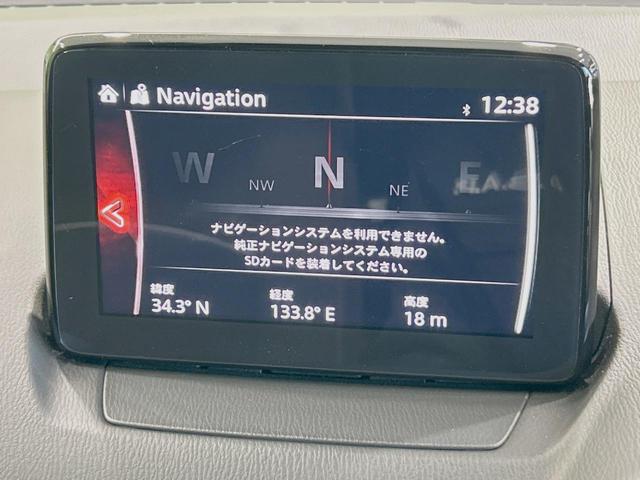 Navigation 12:38
W NW N NE E
ナビゲーションシステムを利用できません。
純正ナビゲーションシステム専用の
SDカードを装着してください。
緯度 経度 高度
34.3° N 133.8° E 18 m